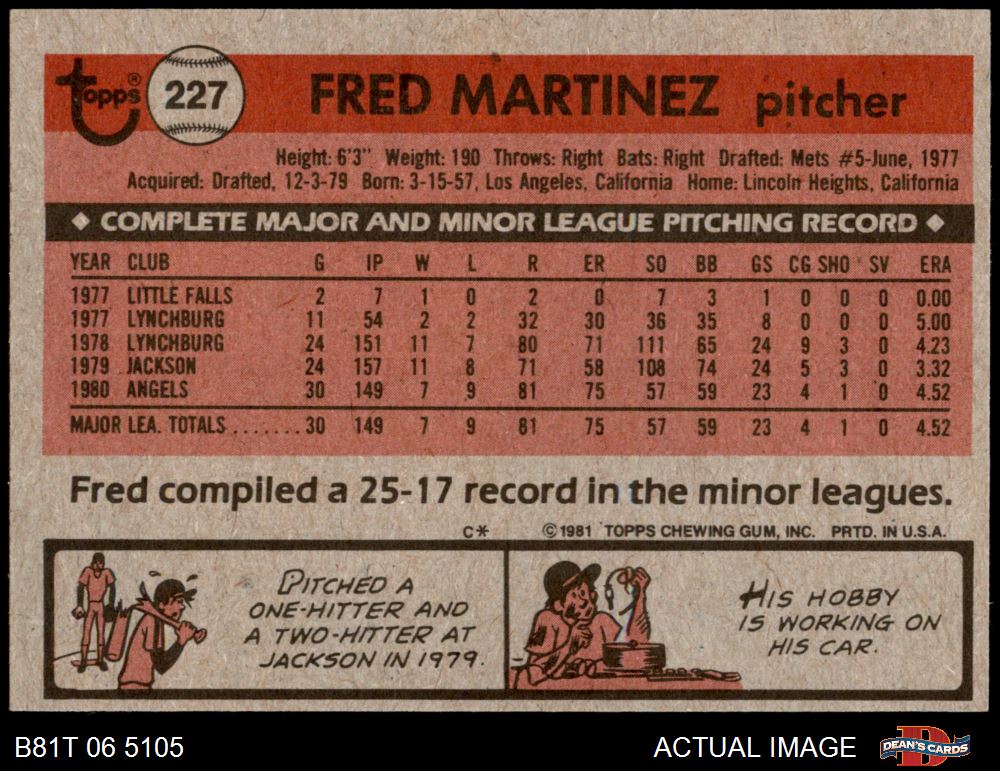 Topps® 227 FRED MARTINEZ pitcher
Height: 6'3" Weight: 190 Throws: Right Bats: Right Drafted: Mets #5-June, 1977
Acquired: Drafted, 12-3-79 Born: 3-15-57, Los Angeles, California Home: Lincoln Heights, California
◆ COMPLETE MAJOR AND MINOR LEAGUE PITCHING RECORD ◆
YEAR CLUB G IP W L R ER SO BB GS CG SHO SV ERA
1977 LITTLE FALLS 2 7 1 0 2 0 7 3 1 0 0 0 0.00
1977 LYNCHBURG 11 54 2 2 32 30 36 35 8 0 0 0 5.00
1978 LYNCHBURG 24 151 11 7 80 71 111 65 24 9 3 0 4.23
1979 JACKSON 24 157 11 8 71 58 108 74 24 5 3 0 3.32
1980 ANGELS 30 149 7 9 81 75 57 59 23 4 1 0 4.52
MAJOR LEA. TOTALS.......30 149 7 9 81 75 57 59 23 4 1 0 4.52
Fred compiled a 25-17 record in the minor leagues.
C* ©1981 TOPPS CHEWING GUM, INC. PRTD. IN U.S.A.
PITCHED A
ONE-HITTER AND
A TWO-HITTER AT
JACKSON IN 1979.
HIS HOBBY
IS WORKING ON
HIS CAR.
B81T 06 5105 ACTUAL IMAGE DEAN'S CARDS